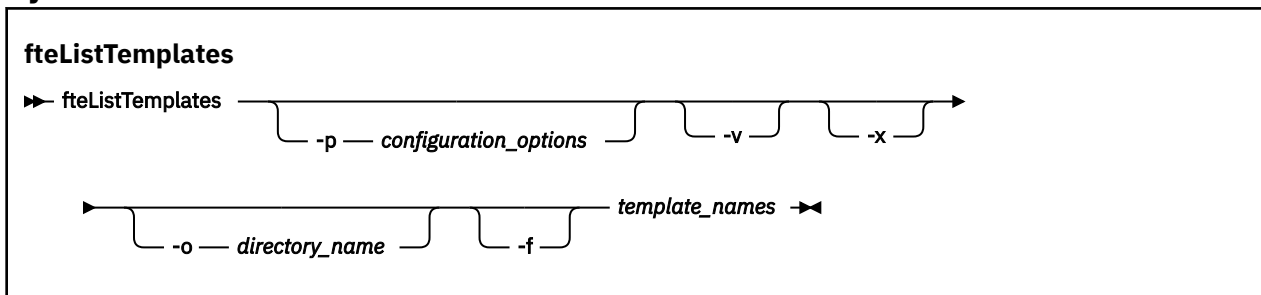 fteListTemplates
fteListTemplates -p configuration_options -v -x
-o directory_name -f template_names